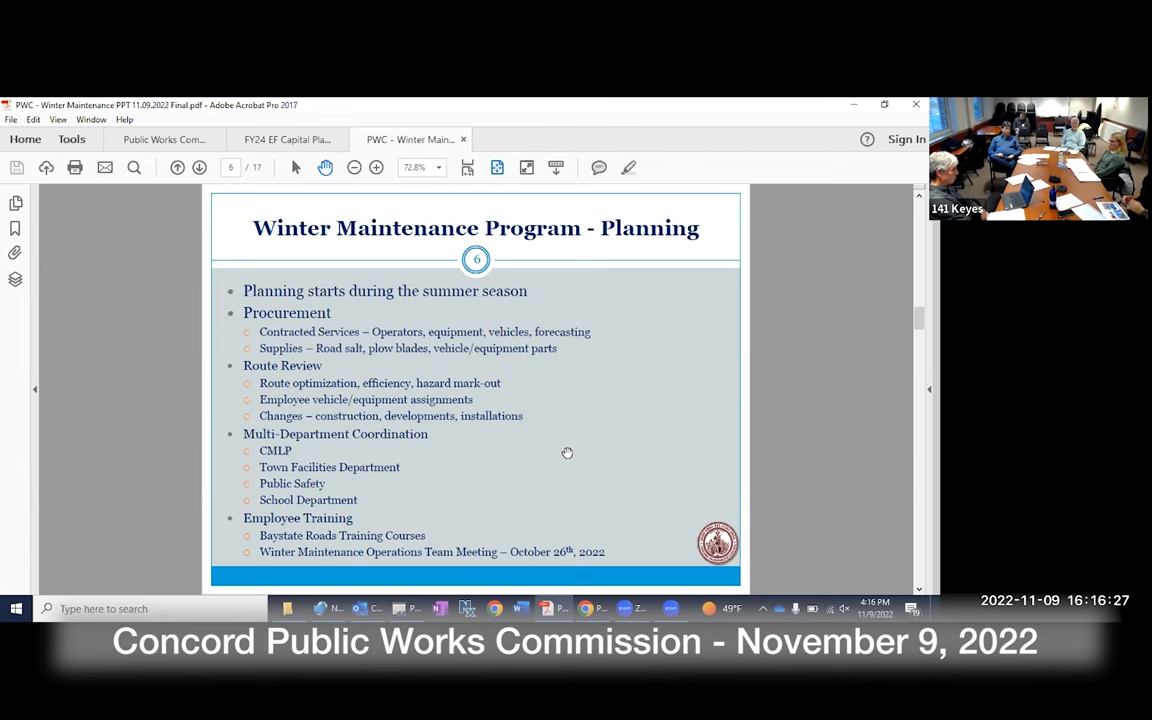 PWC - Winter Maintenance PPT 11.09.2022 Final.pdf - Adobe Acrobat Pro 2017
File Edit View Window Help
Home Tools Public Works Com... FY24 EF Capital Pla... PWC - Winter Main... × Sign In
6 / 17 72.8%
141 Keyes
Winter Maintenance Program - Planning
6
Planning starts during the summer season
Procurement
Contracted Services – Operators, equipment, vehicles, forecasting
Supplies – Road salt, plow blades, vehicle/equipment parts
Route Review
Route optimization, efficiency, hazard mark-out
Employee vehicle/equipment assignments
Changes – construction, developments, installations
Multi-Department Coordination
CMLP
Town Facilities Department
Public Safety
School Department
Employee Training
Baystate Roads Training Courses
Winter Maintenance Operations Team Meeting – October 26th, 2022
Type here to search N... C... P... P... P... Z... 49°F 4:16 PM
11/9/2022 19
2022-11-09 16:16:27
Concord Public Works Commission - November 9, 2022